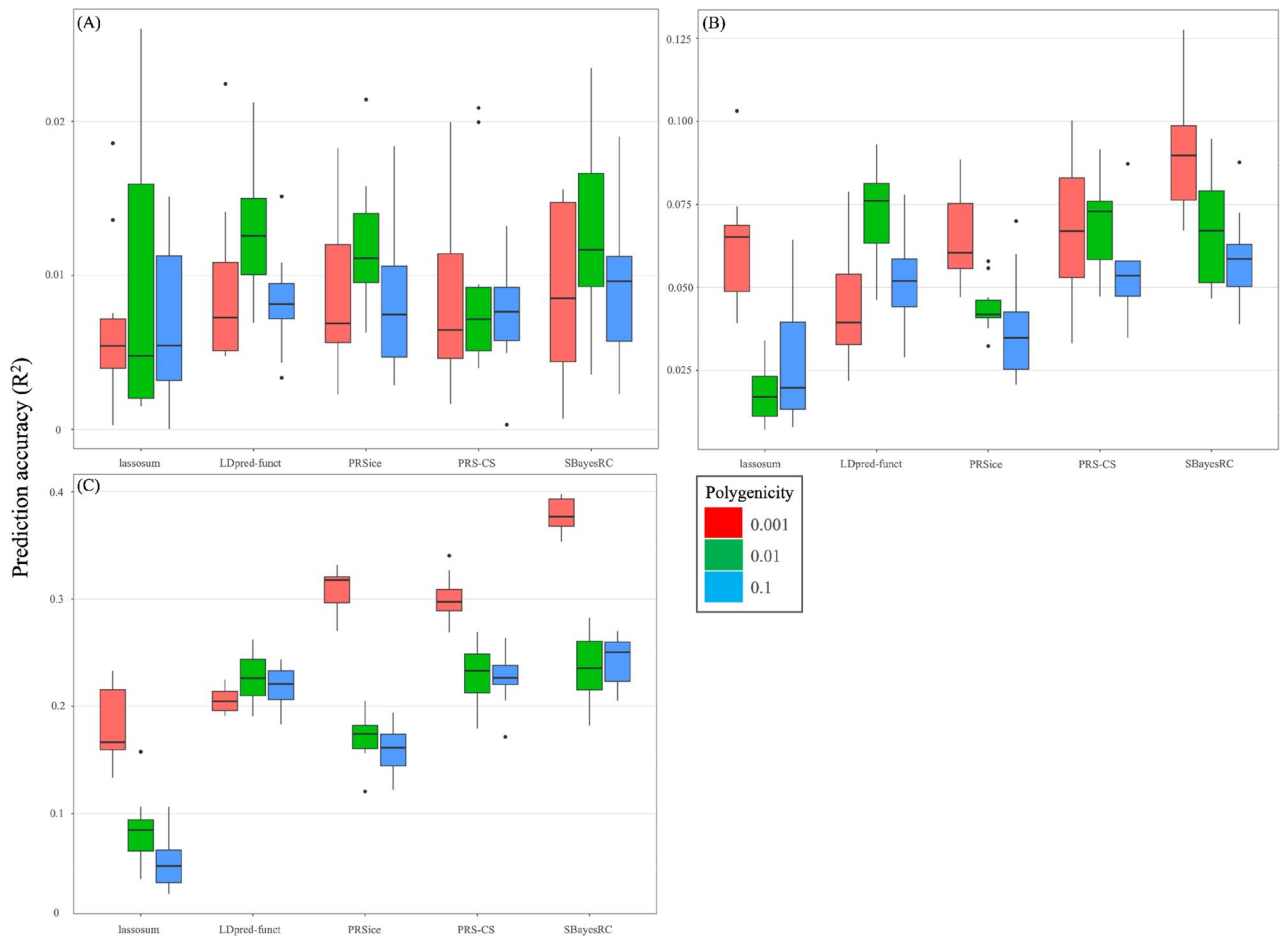 Prediction accuracy (R²)
(A)
0.02
0.01
0
lassosum LDpred-funct PRSice PRS-CS SBayesRC
(B)
0.125
0.100
0.075
0.050
0.025
lassosum LDpred-funct PRSice PRS-CS SBayesRC
(C)
0.4
0.3
0.2
0.1
0
lassosum LDpred-funct PRSice PRS-CS SBayesRC
Polygenicity
0.001
0.01
0.1